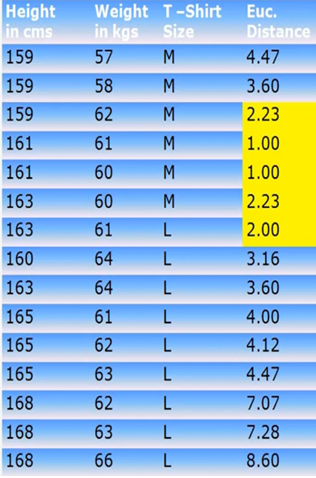 Height in cms Weight in kgs T –Shirt Size Euc. Distance
159 57 M 4.47
159 58 M 3.60
159 62 M 2.23
161 61 M 1.00
161 60 M 1.00
163 60 M 2.23
163 61 L 2.00
160 64 L 3.16
163 64 L 3.60
165 61 L 4.00
165 62 L 4.12
165 63 L 4.47
168 62 L 7.07
168 63 L 7.28
168 66 L 8.60